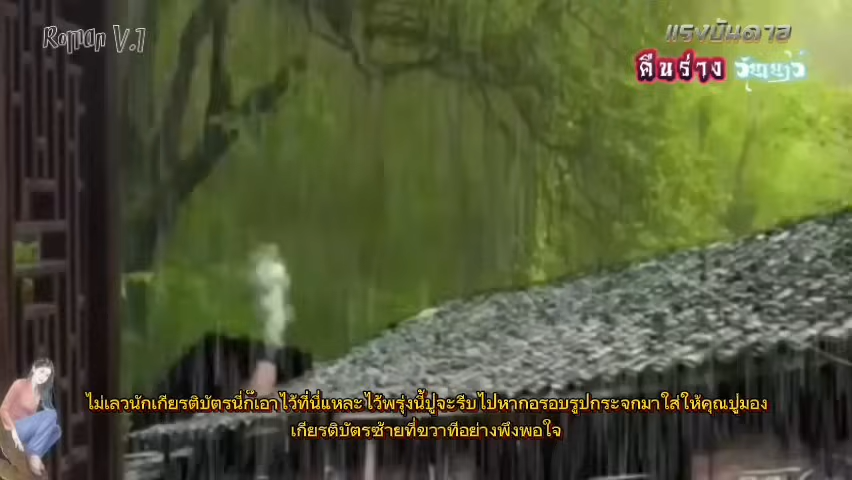 Roman V.1
แรงบันดาล
คืนร่าง
ไม่เลวนักเกียรติบัตรนี่ก็เอาไว้ที่นี่แหละไว้พรุ่งนี้ปู่จะรีบไปหากอรอบรูปกระจกมาใส่ให้คุณปู่มอง
เกียรติบัตรซ้ายที่ขวาทีอย่างพึงพอใจ